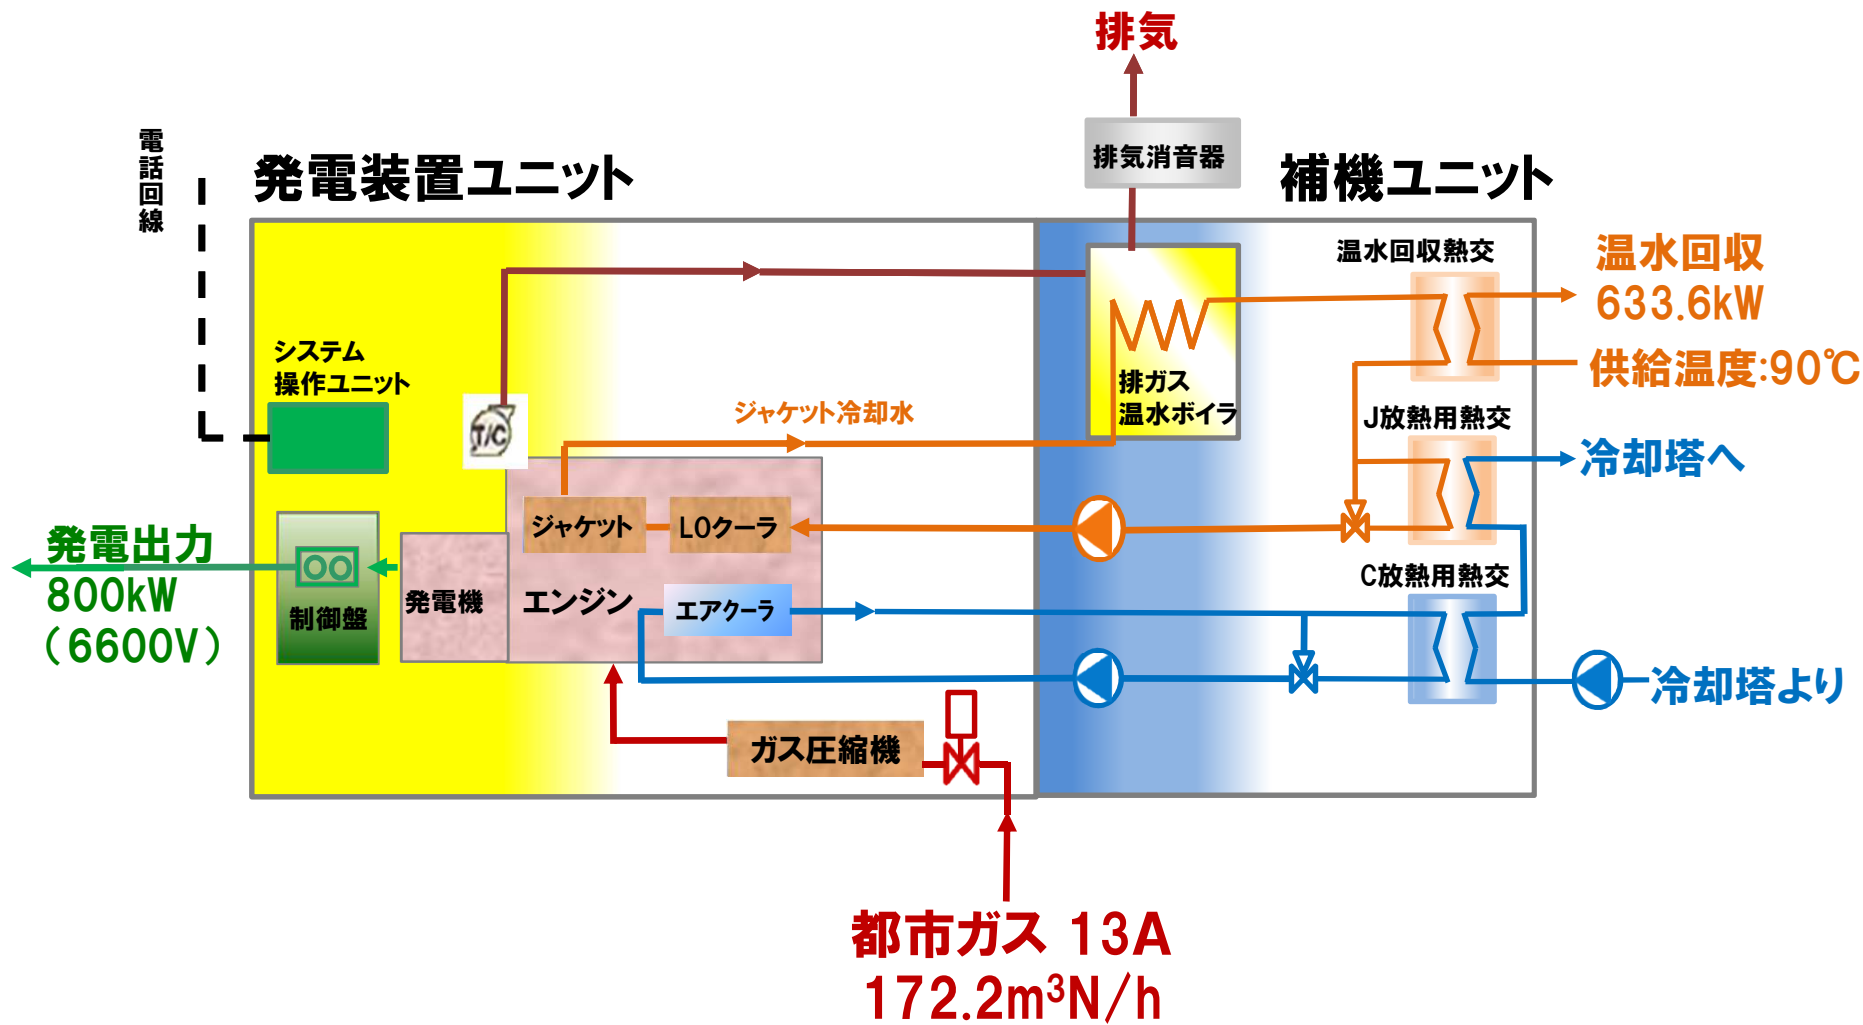 排気
電話回線
発電装置ユニット
排気消音器
補機ユニット
温水回収熱交
温水回収
633.6kW
供給温度:90℃
システム
操作ユニット
排ガス
温水ボイラ
T/C
ジャケット冷却水
J放熱用熱交
冷却塔へ
ジャケット
LOクーラ
発電出力
800kW
(6600V)
制御盤
発電機
エンジン
エアクーラ
C放熱用熱交
冷却塔より
ガス圧縮機
都市ガス 13A
172.2m³N/h